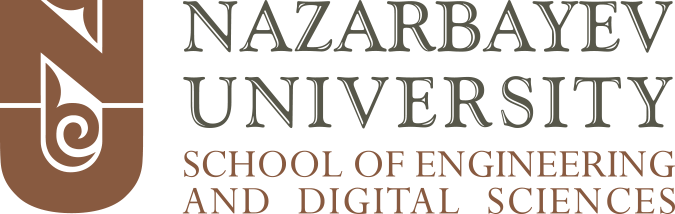 NAZARBAYEV
UNIVERSITY
SCHOOL OF ENGINEERING
AND DIGITAL SCIENCES